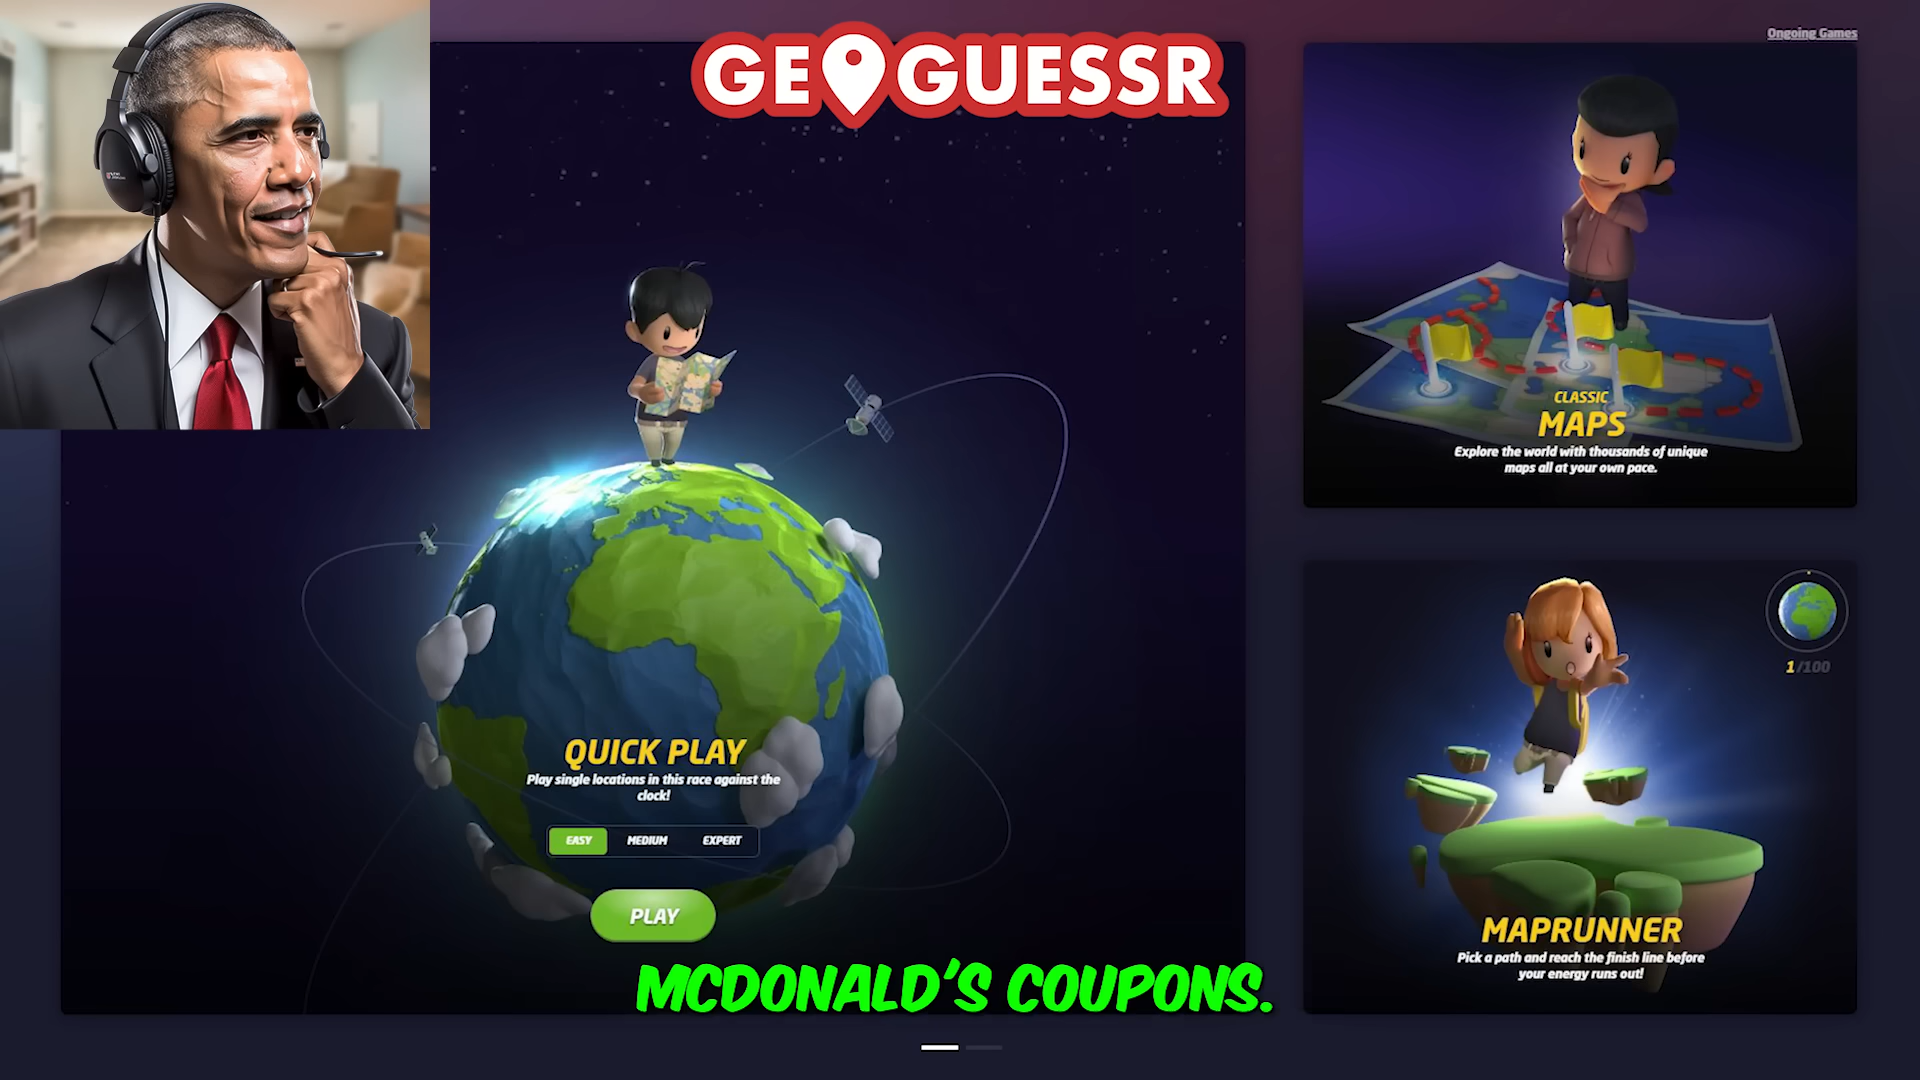 Ongoing Games
GEOGUESSR
CLASSIC
MAPS
Explore the world with thousands of unique
maps all at your own pace.
QUICK PLAY
Play single locations in this race against the
clock!
EASY MEDIUM EXPERT
PLAY
1/100
MAPRUNNER
Pick a path and reach the finish line before
your energy runs out!
MCDONALD'S COUPONS.